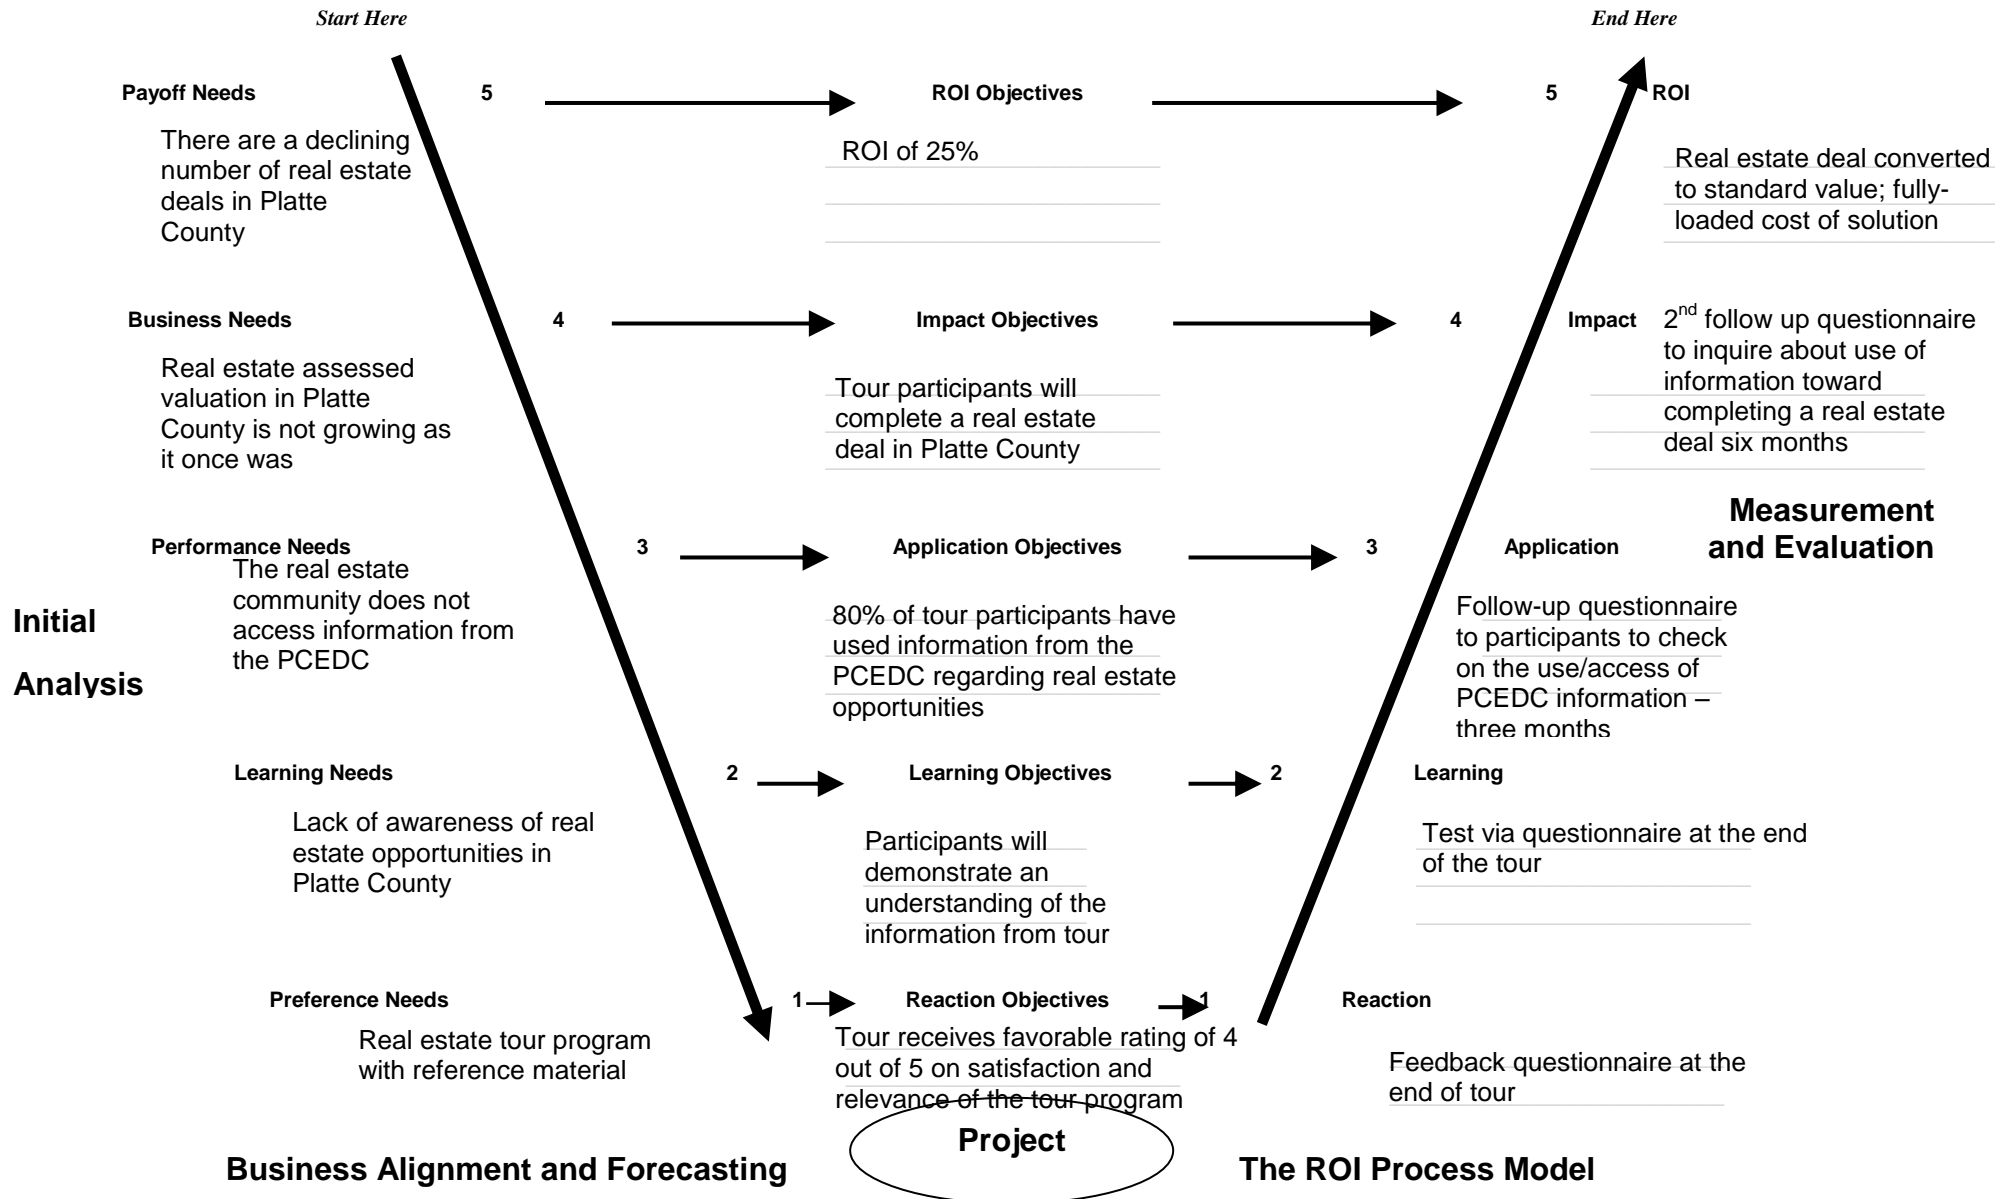 Start Here
End Here
Payoff Needs 5 ROI Objectives 5 ROI
There are a declining
number of real estate
deals in Platte
County
ROI of 25%
Real estate deal converted
to standard value; fully-
loaded cost of solution
Business Needs 4 Impact Objectives 4 Impact
Real estate assessed
valuation in Platte
County is not growing as
it once was
Tour participants will
complete a real estate
deal in Platte County
2nd follow up questionnaire
to inquire about use of
information toward
completing a real estate
deal six months
Measurement
and Evaluation
Performance Needs 3 Application Objectives 3 Application
The real estate
community does not
access information from
the PCEDC
Initial
Analysis
80% of tour participants have
used information from the
PCEDC regarding real estate
opportunities
Follow-up questionnaire
to participants to check
on the use/access of
PCEDC information –
three months
Learning Needs 2 Learning Objectives 2 Learning
Lack of awareness of real
estate opportunities in
Platte County
Participants will
demonstrate an
understanding of the
information from tour
Test via questionnaire at the end
of the tour
Preference Needs 1 Reaction Objectives 1 Reaction
Real estate tour program
with reference material
Tour receives favorable rating of 4
out of 5 on satisfaction and
relevance of the tour program
Feedback questionnaire at the
end of tour
Project
Business Alignment and Forecasting
The ROI Process Model